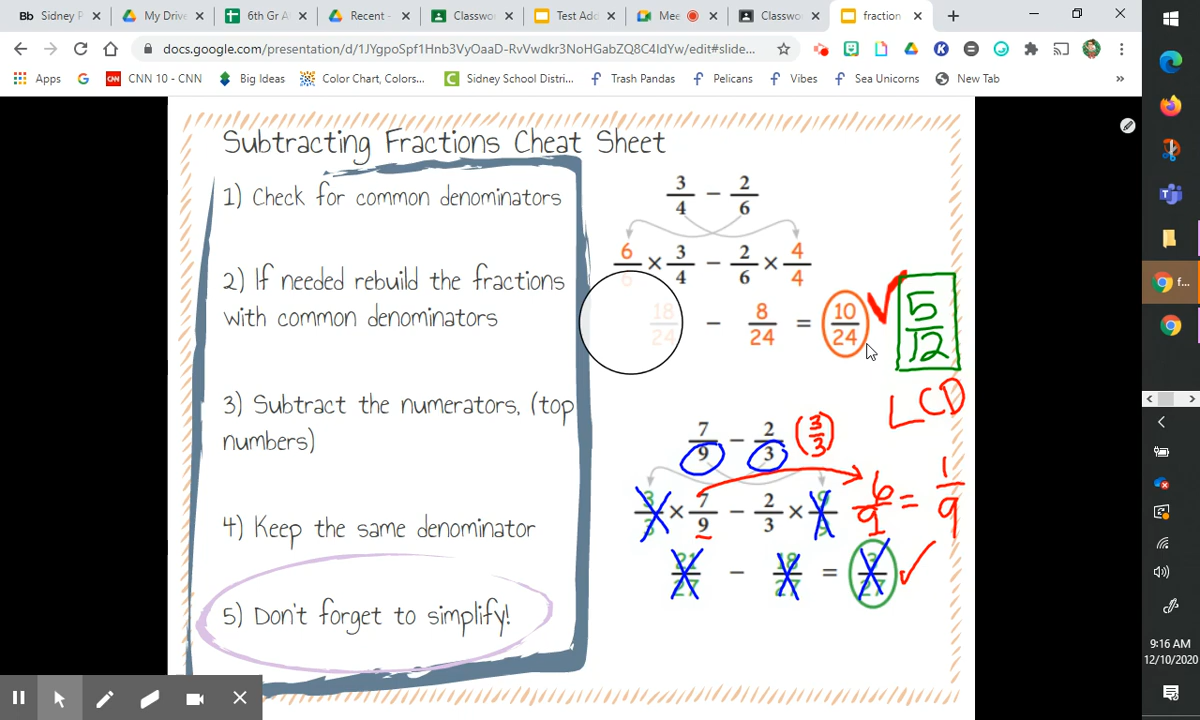 Bb Sidney P
My Drive
6th Gr Al
Recent -
Classwo
Test Add
Mee
Classwo
fraction
docs.google.com/presentation/d/1JYgpoSpf1Hnb3VyOaaD-RvVwdkr3NoHGabZQ8C4ldYw/edit#slide...
Apps
CNN 10 - CNN
Big Ideas
Color Chart, Colors...
Sidney School Distri...
Trash Pandas
Pelicans
Vibes
Sea Unicorns
New Tab
»
Subtracting Fractions Cheat Sheet
1) Check for common denominators
2) If needed rebuild the fractions
with common denominators
3) Subtract the numerators, (top
numbers)
4) Keep the same denominator
5) Don't forget to simplify!
3/4 − 2/6
6/6 × 3/4 − 2/6 × 4/4
18/24 − 8/24 = 10/24 ✓ 5/12
LCD
7/9 − 2/3 (3/3)
3/3 × 7/9 − 2/3 × 9/9 6/9 = 1/9
21/27 − 18/27 = 3/27 ✓
f...
9:16 AM
12/10/2020